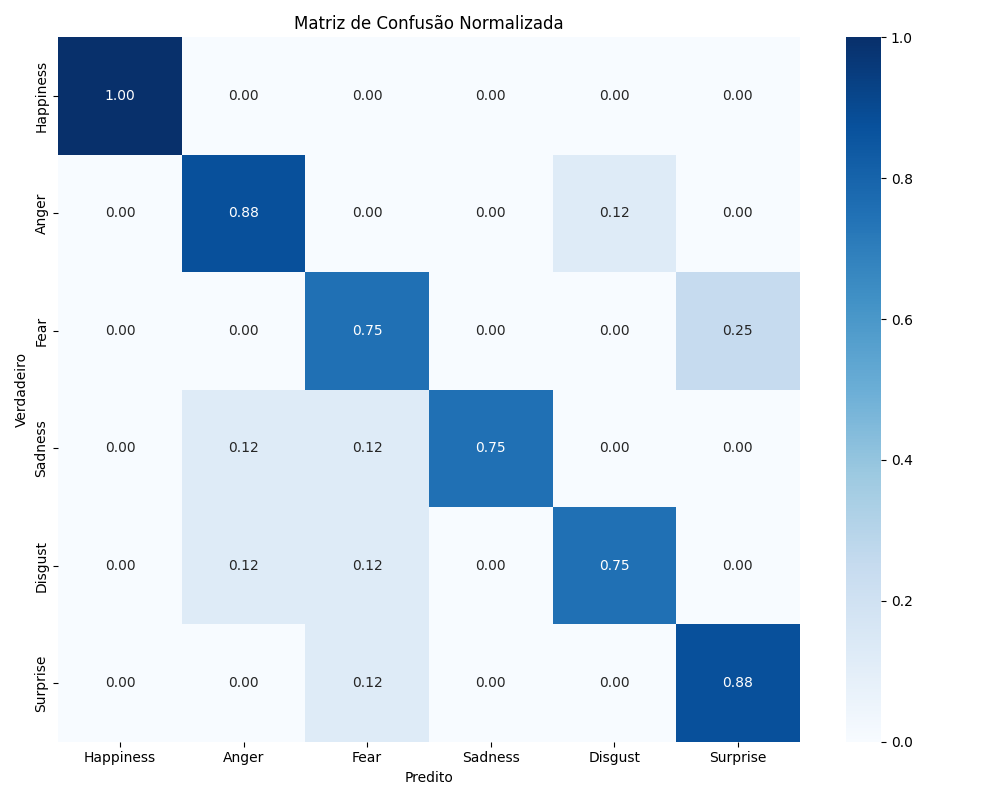 Matriz de Confusão Normalizada
Verdadeiro
Happiness 1.00 0.00 0.00 0.00 0.00 0.00
Anger 0.00 0.88 0.00 0.00 0.12 0.00
Fear 0.00 0.00 0.75 0.00 0.00 0.25
Sadness 0.00 0.12 0.12 0.75 0.00 0.00
Disgust 0.00 0.12 0.12 0.00 0.75 0.00
Surprise 0.00 0.00 0.12 0.00 0.00 0.88
Happiness Anger Fear Sadness Disgust Surprise
Predito
1.0
0.8
0.6
0.4
0.2
0.0